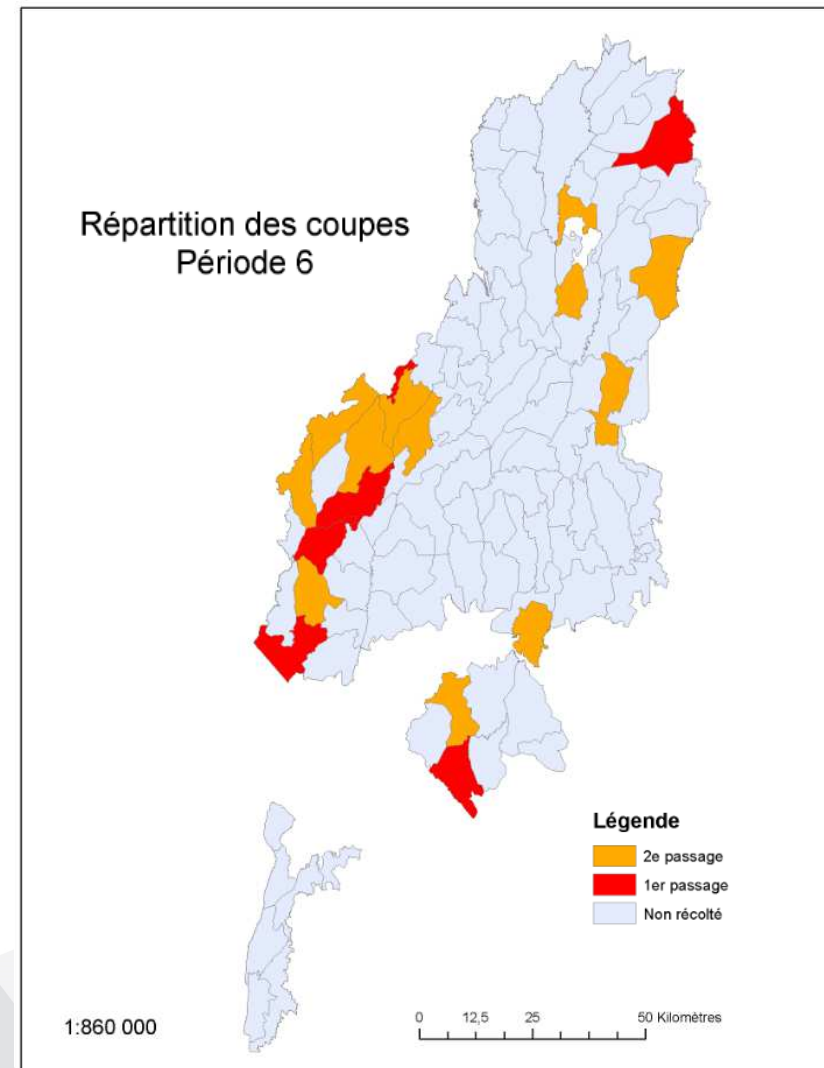 Répartition des coupes
Période 6
Légende
2e passage
1er passage
Non récolté
1:860 000
0 12,5 25 50 Kilomètres